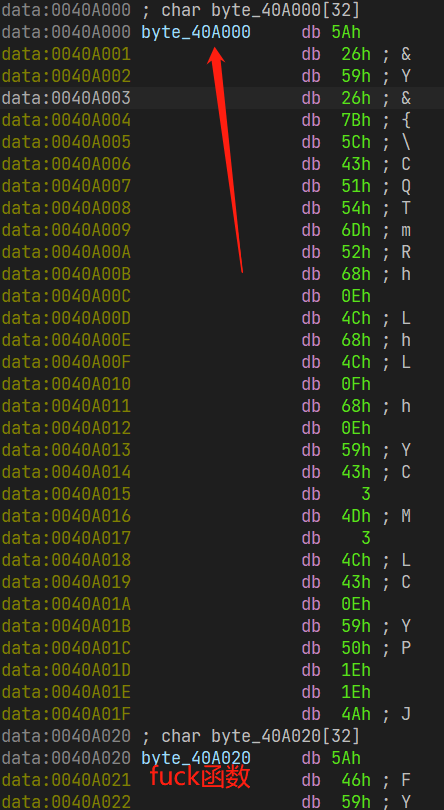 data:0040A000 ; char byte_40A000[32]
data:0040A000 byte_40A000 db 5Ah
data:0040A001 db 26h ; &
data:0040A002 db 59h ; Y
data:0040A003 db 26h ; &
data:0040A004 db 7Bh ; {
data:0040A005 db 5Ch ; \
data:0040A006 db 43h ; C
data:0040A007 db 51h ; Q
data:0040A008 db 54h ; T
data:0040A009 db 6Dh ; m
data:0040A00A db 52h ; R
data:0040A00B db 68h ; h
data:0040A00C db 0Eh
data:0040A00D db 4Ch ; L
data:0040A00E db 68h ; h
data:0040A00F db 4Ch ; L
data:0040A010 db 0Fh
data:0040A011 db 68h ; h
data:0040A012 db 0Eh
data:0040A013 db 59h ; Y
data:0040A014 db 43h ; C
data:0040A015 db 3
data:0040A016 db 4Dh ; M
data:0040A017 db 3
data:0040A018 db 4Ch ; L
data:0040A019 db 43h ; C
data:0040A01A db 0Eh
data:0040A01B db 59h ; Y
data:0040A01C db 50h ; P
data:0040A01D db 1Eh
data:0040A01E db 1Eh
data:0040A01F db 4Ah ; J
data:0040A020 ; char byte_40A020[32]
data:0040A020 byte_40A020 db 5Ah
data:0040A021 db 46h ; F
fuck函数
data:0040A022 db 59h ; Y